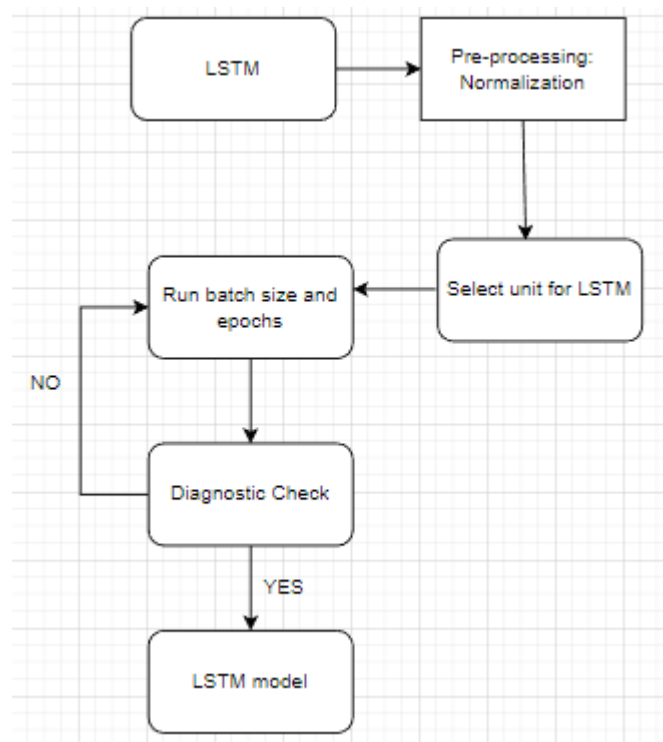 LSTM
Pre-processing:
Normalization
Select unit for LSTM
Run batch size and
epochs
NO
Diagnostic Check
YES
LSTM model